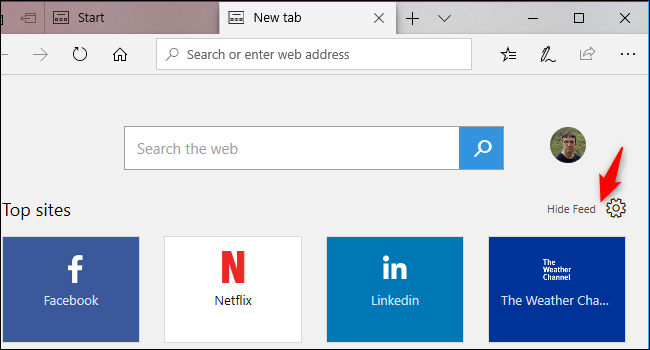 Start
New tab
Search or enter web address
Search the web
Top sites
Hide Feed
f
Facebook
N
Netflix
in
Linkedin
The
Weather
Channel
The Weather Cha...